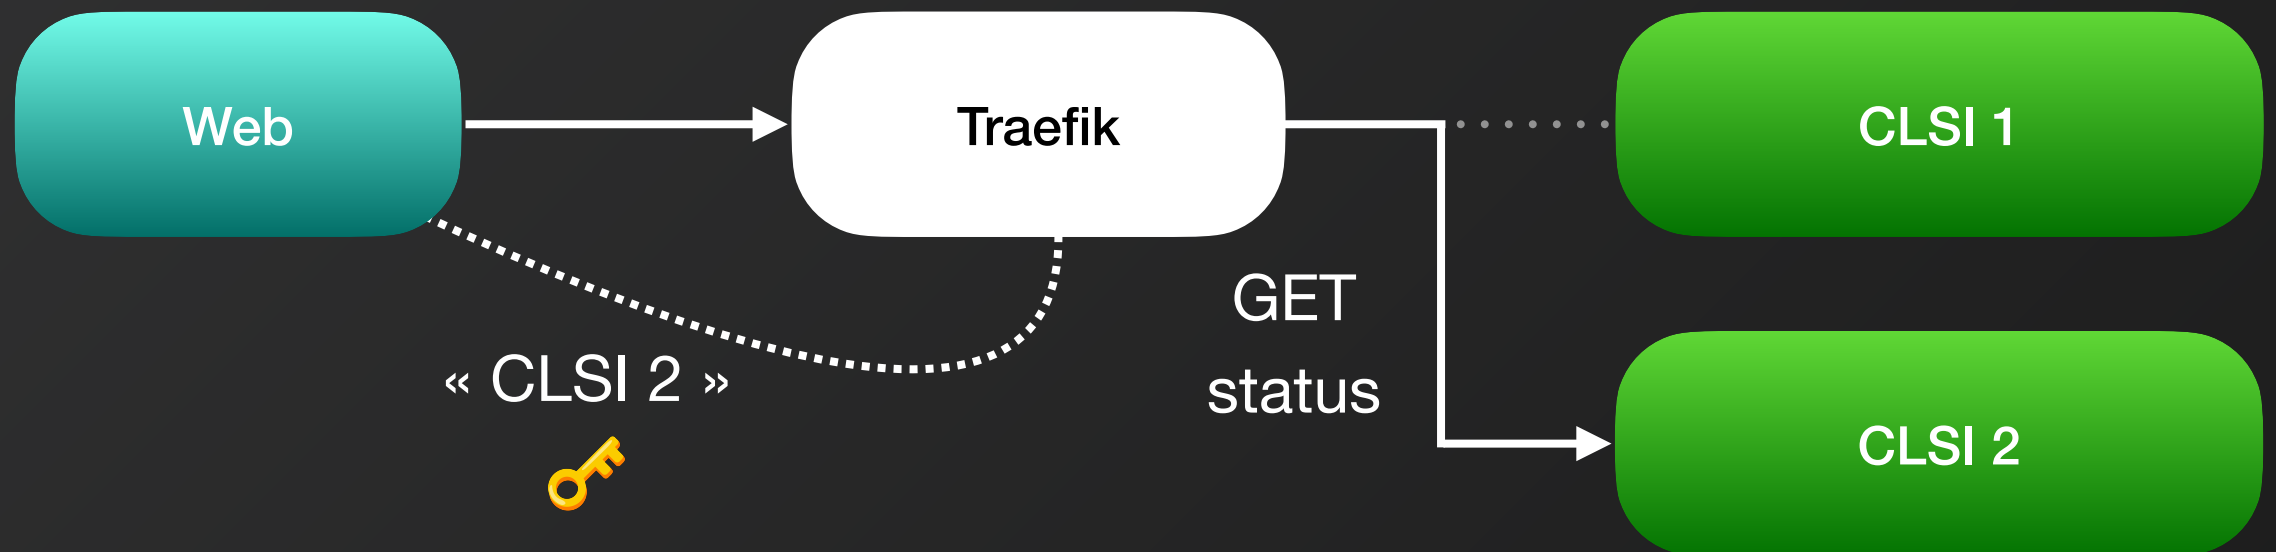 Web
Traefik
CLSI 1
GET
status
« CLSI 2 »
CLSI 2